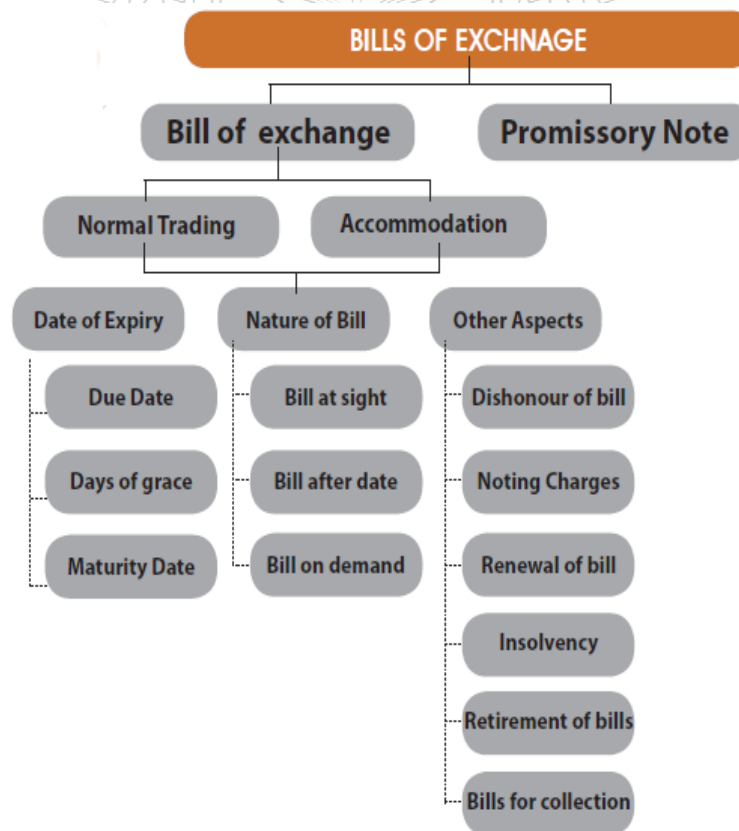 BILLS OF EXCHNAGE
Bill of exchange
Promissory Note
Normal Trading
Accommodation
Date of Expiry
Nature of Bill
Other Aspects
Due Date
Bill at sight
Dishonour of bill
Days of grace
Bill after date
Noting Charges
Maturity Date
Bill on demand
Renewal of bill
Insolvency
Retirement of bills
Bills for collection